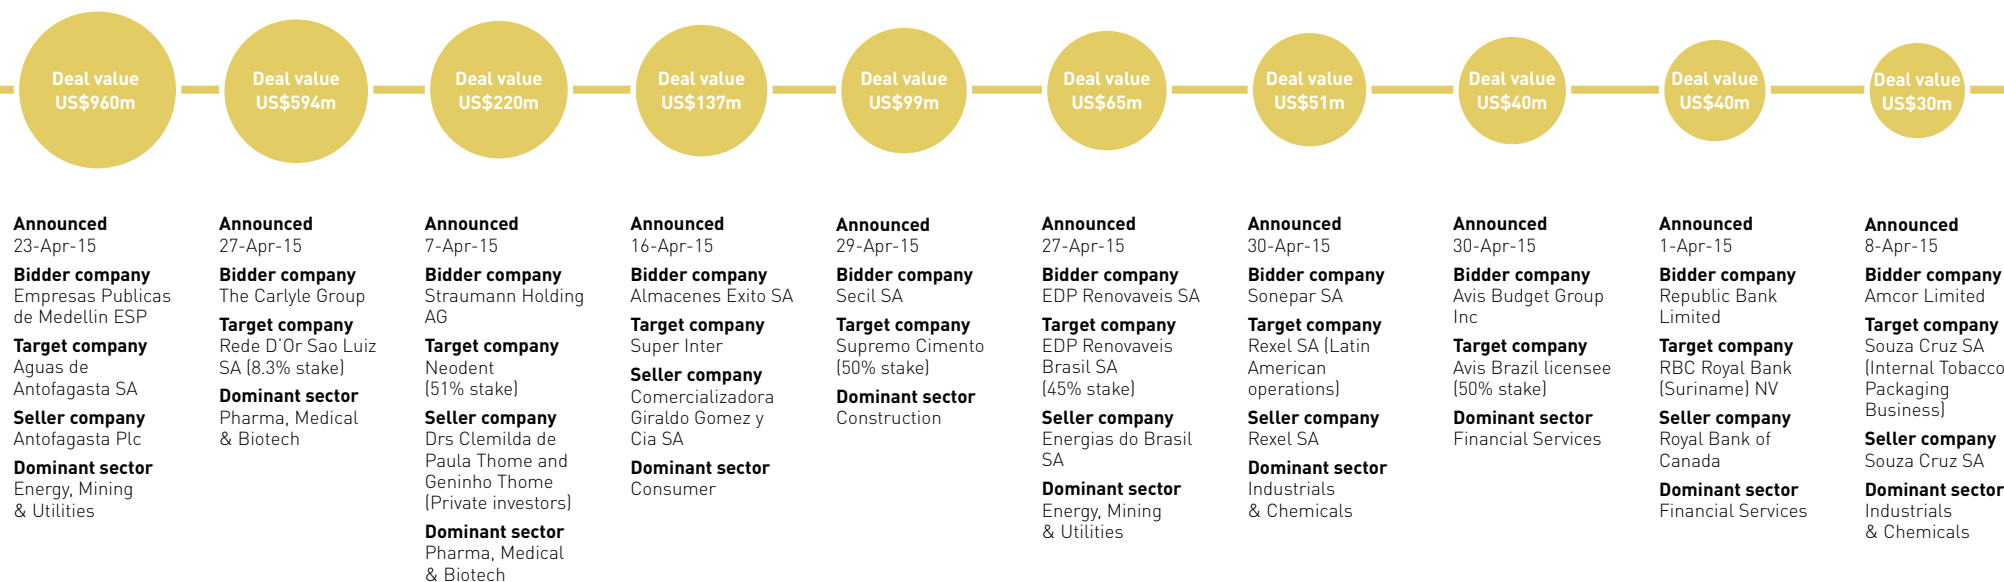 Deal value
US$960m
Deal value
US$594m
Deal value
US$220m
Deal value
US$137m
Deal value
US$99m
Deal value
US$65m
Deal value
US$51m
Deal value
US$40m
Deal value
US$40m
Deal value
US$30m
Announced
23-Apr-15
Bidder company
Empresas Publicas
de Medellin ESP
Target company
Aguas de
Antofagasta SA
Seller company
Antofagasta Plc
Dominant sector
Energy, Mining
& Utilities
Announced
27-Apr-15
Bidder company
The Carlyle Group
Target company
Rede D'Or Sao Luiz
SA (8.3% stake)
Dominant sector
Pharma, Medical
& Biotech
Announced
7-Apr-15
Bidder company
Straumann Holding
AG
Target company
Neodent
(51% stake)
Seller company
Drs Clemilda de
Paula Thome and
Geninho Thome
(Private investors)
Dominant sector
Pharma, Medical
& Biotech
Announced
16-Apr-15
Bidder company
Almacenes Exito SA
Target company
Super Inter
Seller company
Comercializadora
Giraldo Gomez y
Cia SA
Dominant sector
Consumer
Announced
29-Apr-15
Bidder company
Secil SA
Target company
Supremo Cimento
(50% stake)
Dominant sector
Construction
Announced
27-Apr-15
Bidder company
EDP Renovaveis SA
Target company
EDP Renovaveis
Brasil SA
(45% stake)
Seller company
Energias do Brasil
SA
Dominant sector
Energy, Mining
& Utilities
Announced
30-Apr-15
Bidder company
Sonepar SA
Target company
Rexel SA (Latin
American
operations)
Seller company
Rexel SA
Dominant sector
Industrials
& Chemicals
Announced
30-Apr-15
Bidder company
Avis Budget Group
Inc
Target company
Avis Brazil licensee
(50% stake)
Dominant sector
Financial Services
Announced
1-Apr-15
Bidder company
Republic Bank
Limited
Target company
RBC Royal Bank
(Suriname) NV
Seller company
Royal Bank of
Canada
Dominant sector
Financial Services
Announced
8-Apr-15
Bidder company
Amcor Limited
Target company
Souza Cruz SA
(Internal Tobacco
Packaging
Business)
Seller company
Souza Cruz SA
Dominant sector
Industrials
& Chemicals